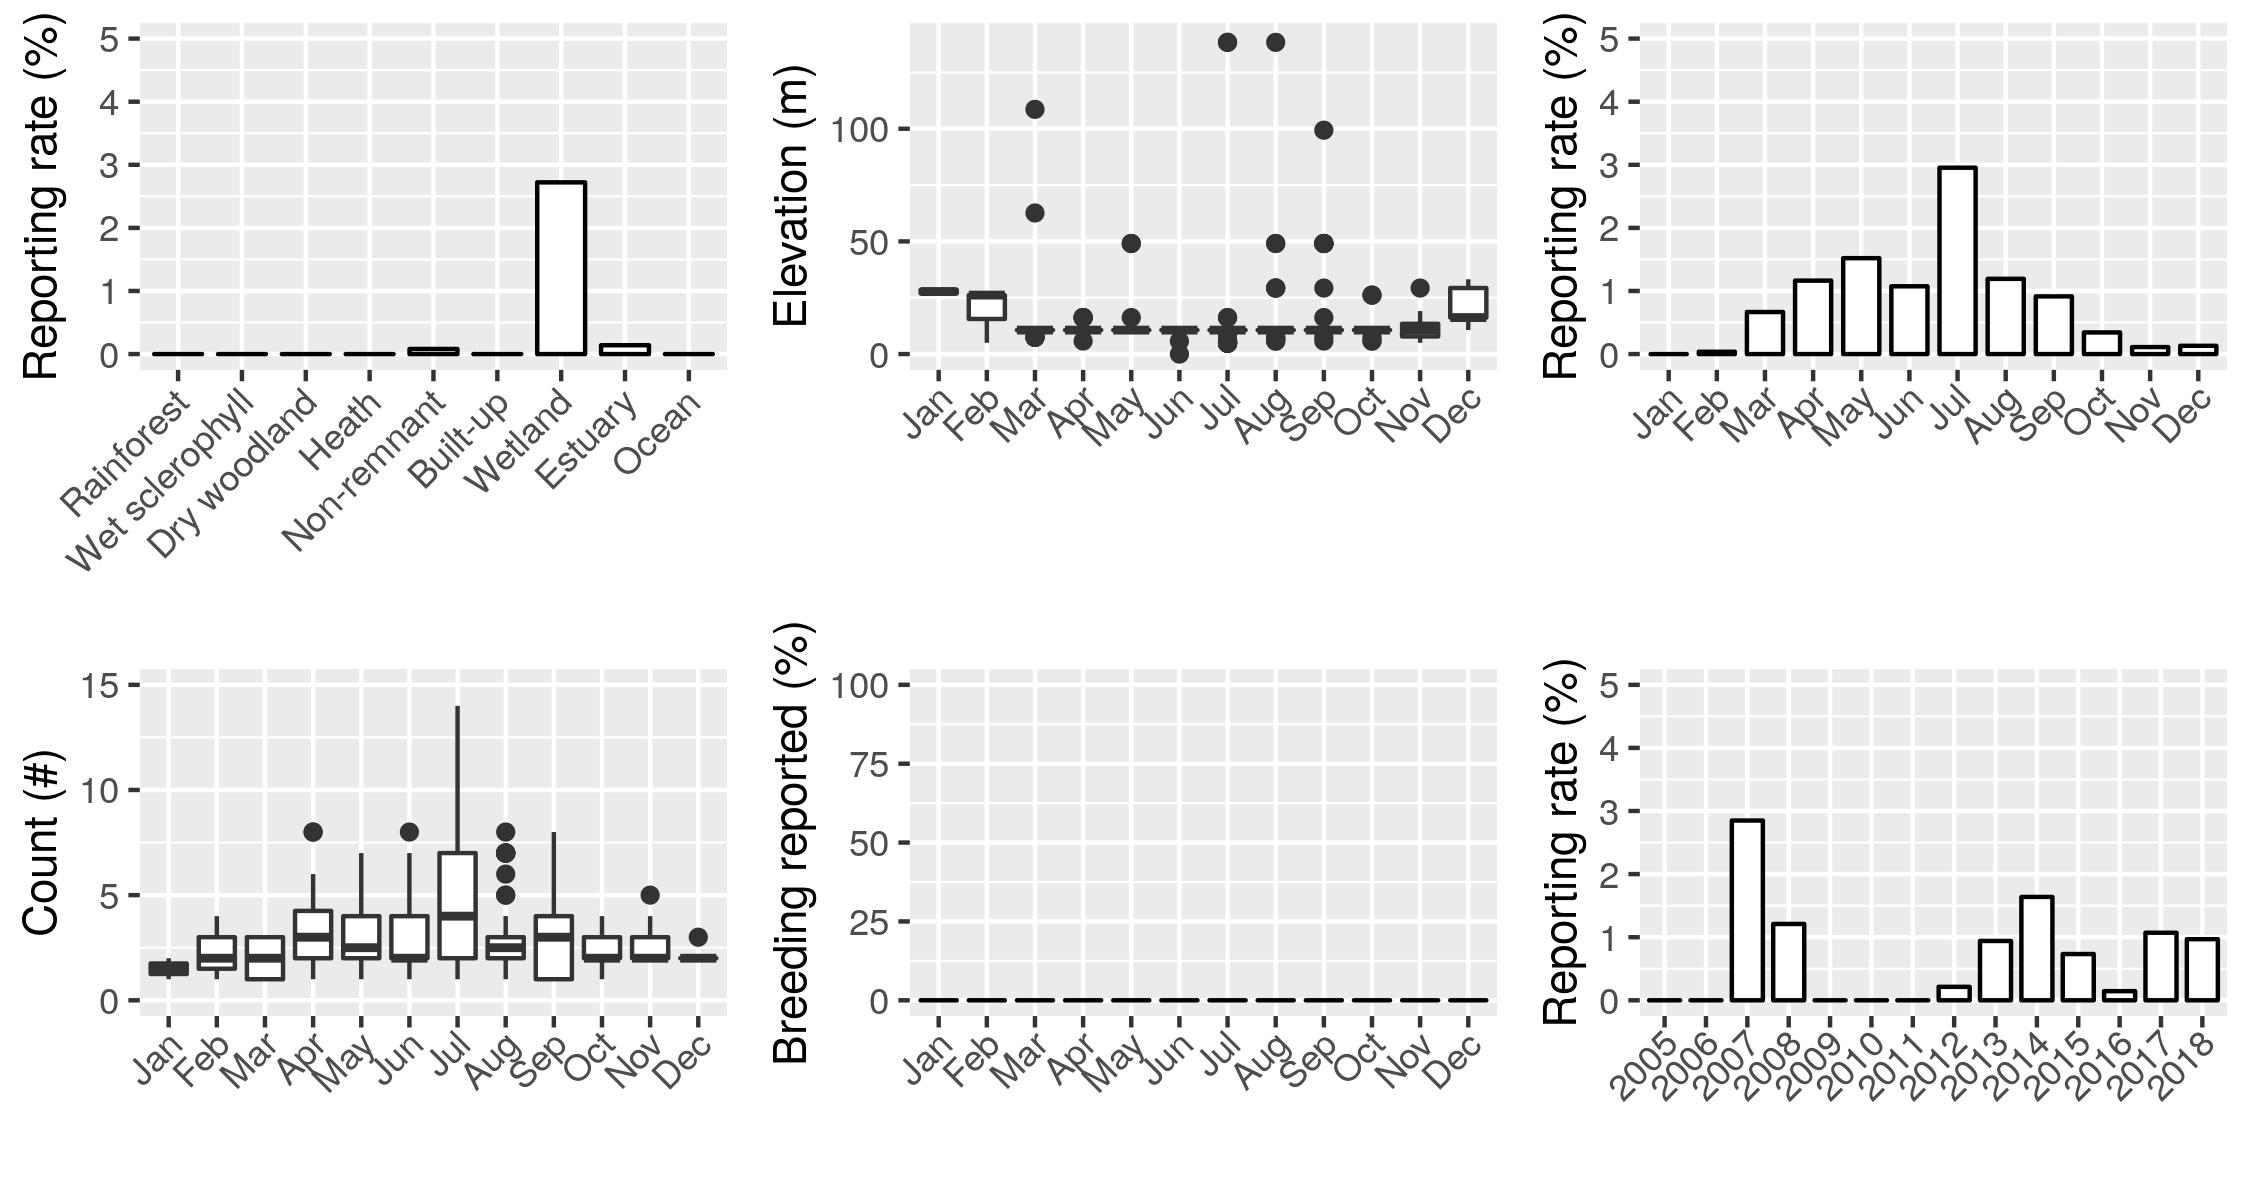 Reporting rate (%)
5
4
3
2
1
0
Rainforest
Wet sclerophyll
Dry woodland
Heath
Non-remnant
Built-up
Wetland
Estuary
Ocean
Elevation (m)
100
50
0
Jan
Feb
Mar
Apr
May
Jun
Jul
Aug
Sep
Oct
Nov
Dec
Reporting rate (%)
5
4
3
2
1
0
Jan
Feb
Mar
Apr
May
Jun
Jul
Aug
Sep
Oct
Nov
Dec
Count (#)
15
10
5
0
Jan
Feb
Mar
Apr
May
Jun
Jul
Aug
Sep
Oct
Nov
Dec
Breeding reported (%)
100
75
50
25
0
Jan
Feb
Mar
Apr
May
Jun
Jul
Aug
Sep
Oct
Nov
Dec
Reporting rate (%)
5
4
3
2
1
0
2005
2006
2007
2008
2009
2010
2011
2012
2013
2014
2015
2016
2017
2018